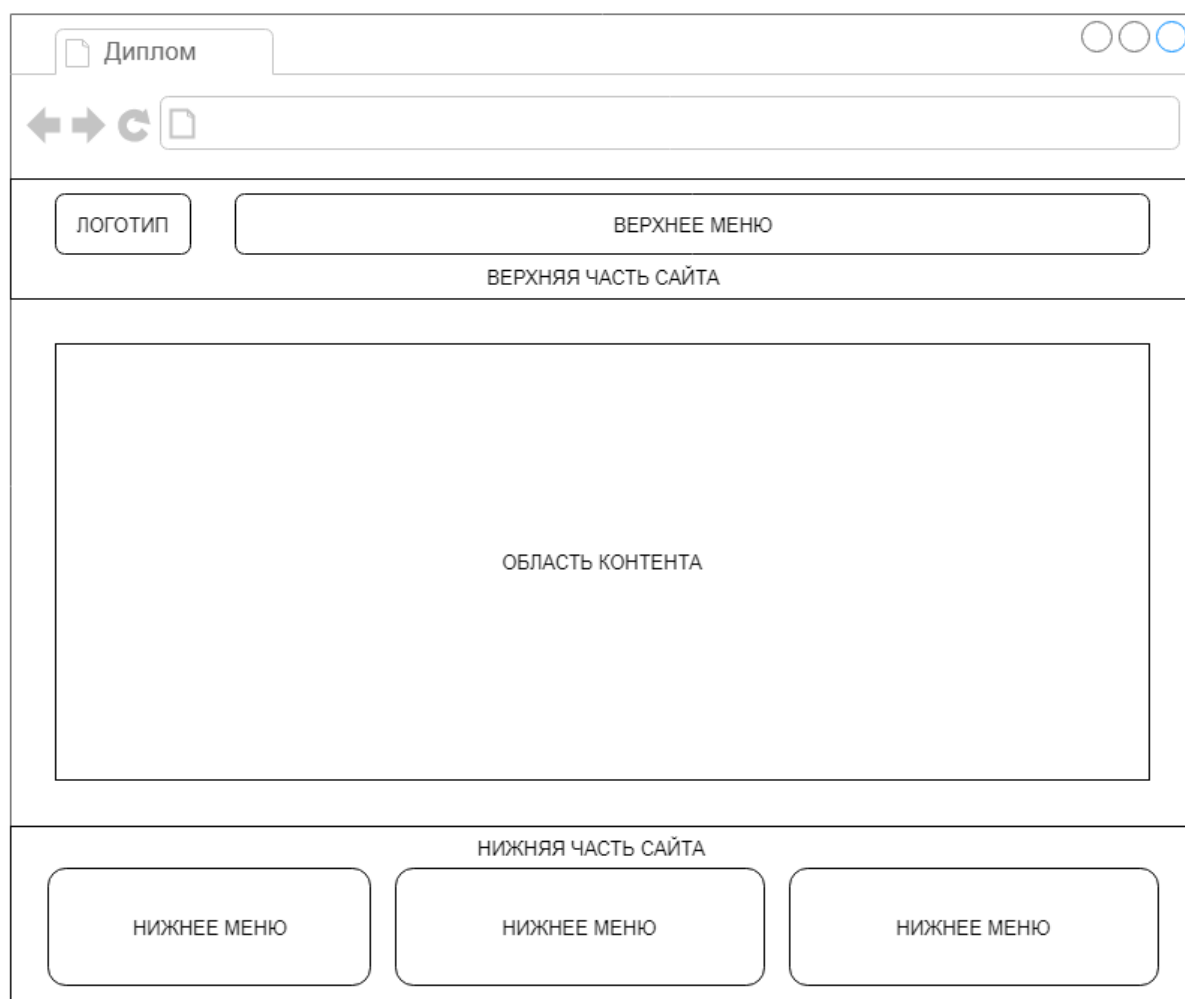 Диплом
ЛОГОТИП
ВЕРХНЕЕ МЕНЮ
ВЕРХНЯЯ ЧАСТЬ САЙТА
ОБЛАСТЬ КОНТЕНТА
НИЖНЯЯ ЧАСТЬ САЙТА
НИЖНЕЕ МЕНЮ
НИЖНЕЕ МЕНЮ
НИЖНЕЕ МЕНЮ